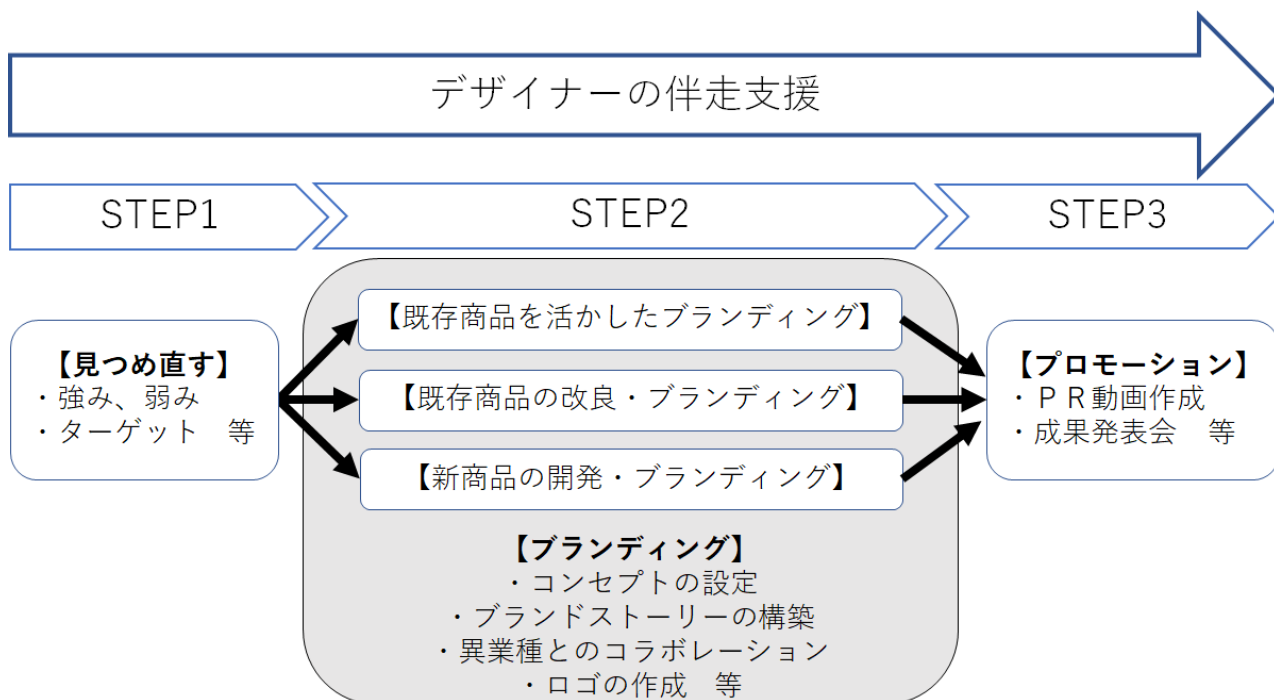 デザイナーの伴走支援
STEP1
STEP2
STEP3
【見つめ直す】
・強み、弱み
・ターゲット　等
【既存商品を活かしたブランディング】
【既存商品の改良・ブランディング】
【新商品の開発・ブランディング】
【ブランディング】
・コンセプトの設定
・ブランドストーリーの構築
・異業種とのコラボレーション
・ロゴの作成　等
【プロモーション】
・ＰＲ動画作成
・成果発表会　等